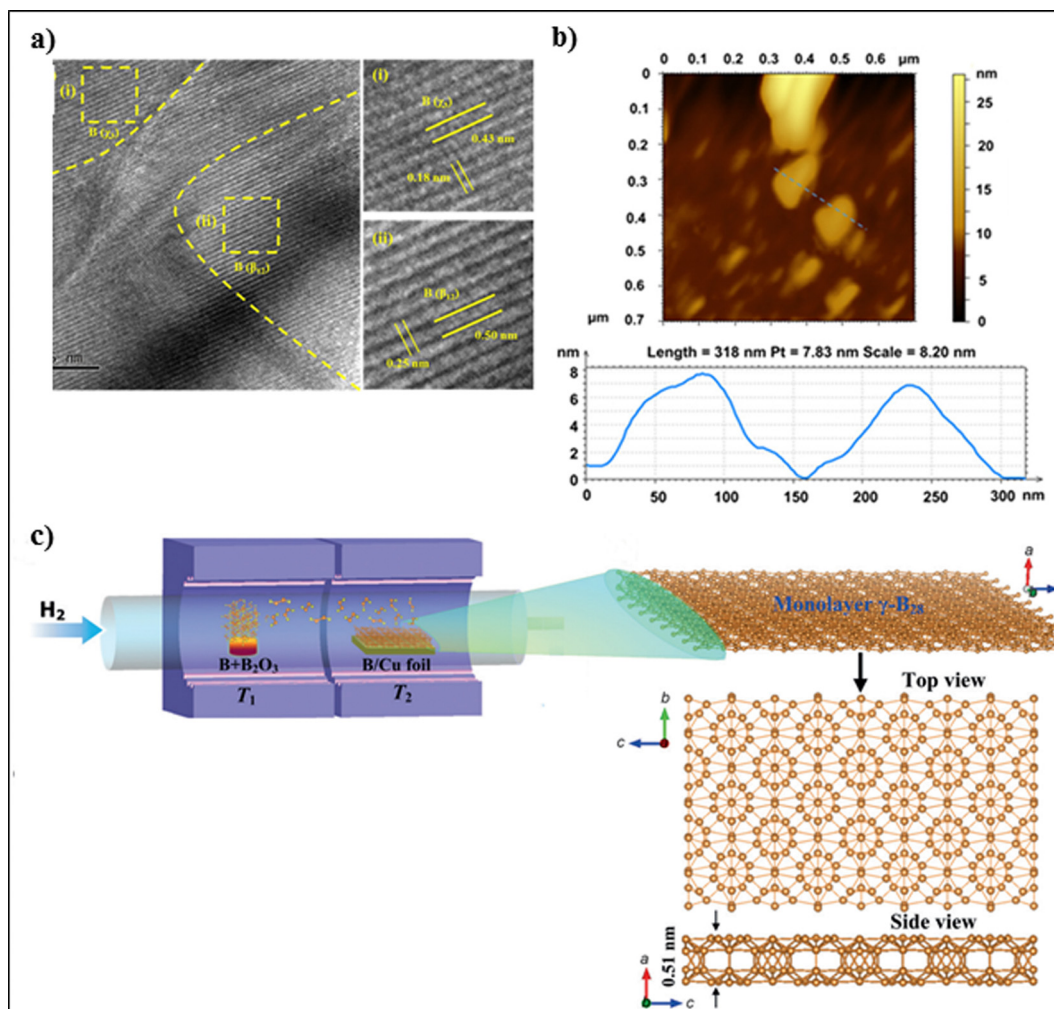 a)
(i)
B (χ3)
(ii)
B (β12)
nm
(i)
B (χ3)
0.43 nm
0.18 nm
(ii)
B (β12)
0.50 nm
0.25 nm
b)
0 0.1 0.2 0.3 0.4 0.5 0.6 µm
0
0.1
0.2
0.3
0.4
0.5
0.6
µm
0.7
nm
25
20
15
10
5
0
Length = 318 nm Pt = 7.83 nm Scale = 8.20 nm
nm
8
6
4
2
0
0 50 100 150 200 250 300 nm
c)
H2
B+B2O3
B/Cu foil
T1
T2
Monolayer γ-B28
a
b
Top view
b
c
Side view
0.51 nm
a
b
c